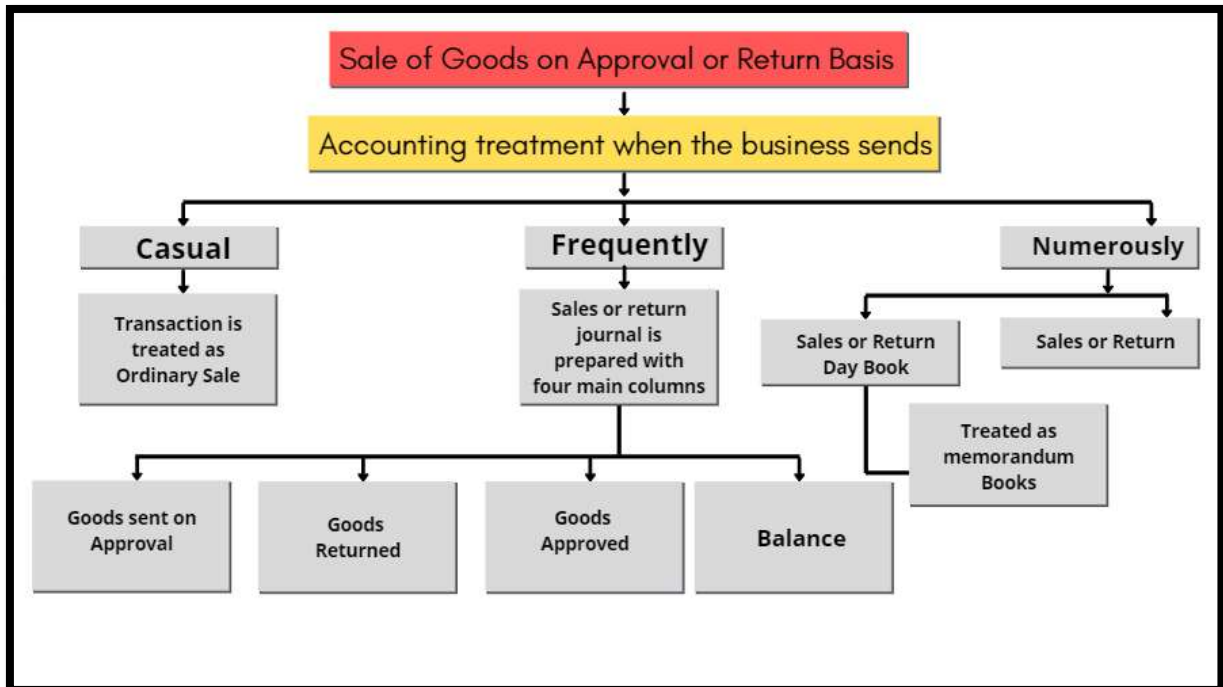 Sale of Goods on Approval or Return Basis
Accounting treatment when the business sends
Casual
Frequently
Numerously
Transaction is
treated as
Ordinary Sale
Sales or return
journal is
prepared with
four main columns
Sales or Return
Day Book
Sales or Return
Treated as
memorandum
Books
Goods sent on
Approval
Goods
Returned
Goods
Approved
Balance